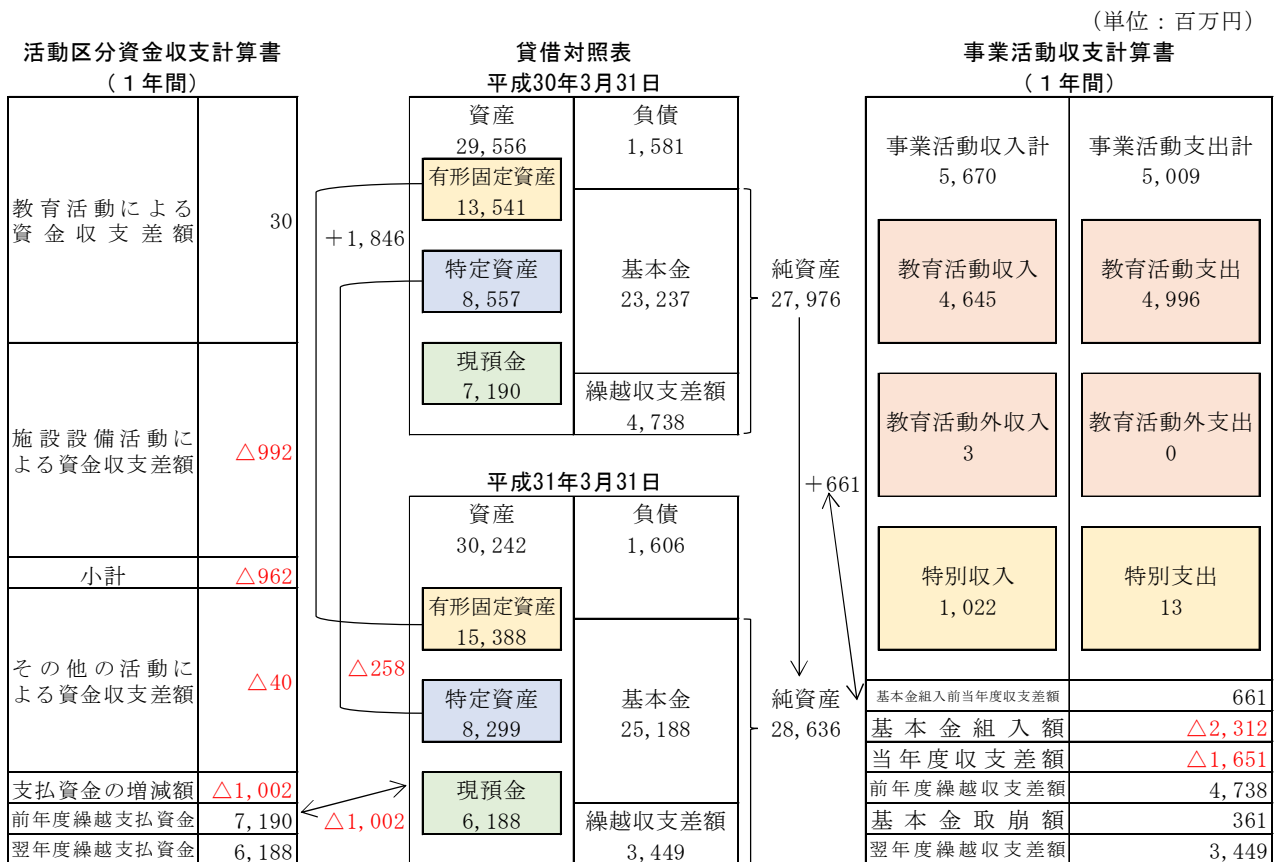 (単位：百万円)
活動区分資金収支計算書
(１年間)
教育活動による
資金収支差額
30
施設設備活動に
よる資金収支差額
△992
小計
△962
その他の活動に
よる資金収支差額
△40
支払資金の増減額
△1,002
前年度繰越支払資金
7,190
翌年度繰越支払資金
6,188
貸借対照表
平成30年3月31日
資産
29,556
負債
1,581
有形固定資産
13,541
＋1,846
特定資産
8,557
基本金
23,237
純資産
27,976
現預金
7,190
繰越収支差額
4,738
平成31年3月31日
＋661
資産
30,242
負債
1,606
有形固定資産
15,388
△258
特定資産
8,299
基本金
25,188
純資産
28,636
現預金
6,188
△1,002
繰越収支差額
3,449
事業活動収支計算書
(１年間)
事業活動収入計
5,670
事業活動支出計
5,009
教育活動収入
4,645
教育活動支出
4,996
教育活動外収入
3
教育活動外支出
0
特別収入
1,022
特別支出
13
基本金組入前当年度収支差額
661
基本金組入額
△2,312
当年度収支差額
△1,651
前年度繰越収支差額
4,738
基本金取崩額
361
翌年度繰越収支差額
3,449